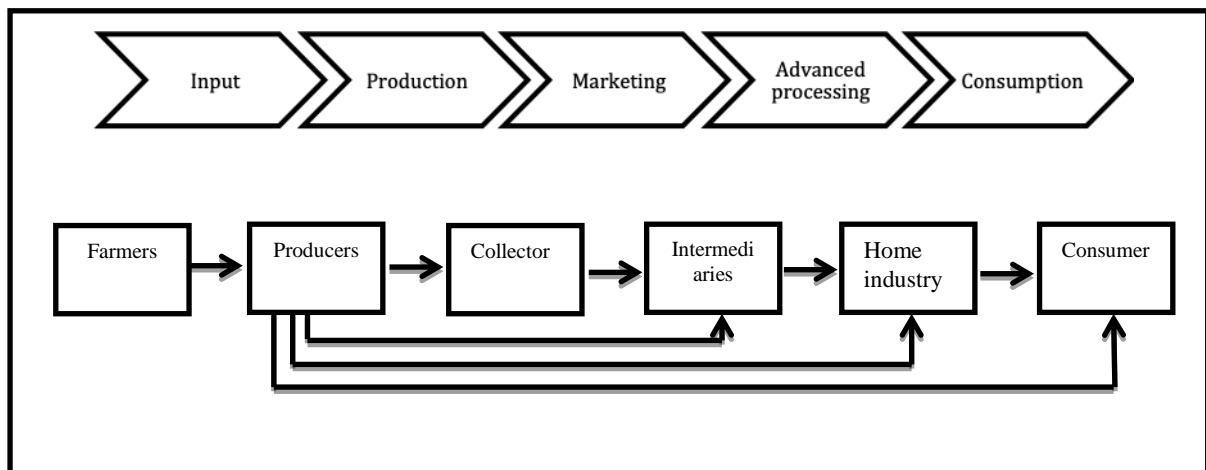 Input
Production
Marketing
Advanced
processing
Consumption
Farmers
Producers
Collector
Intermedi
aries
Home
industry
Consumer